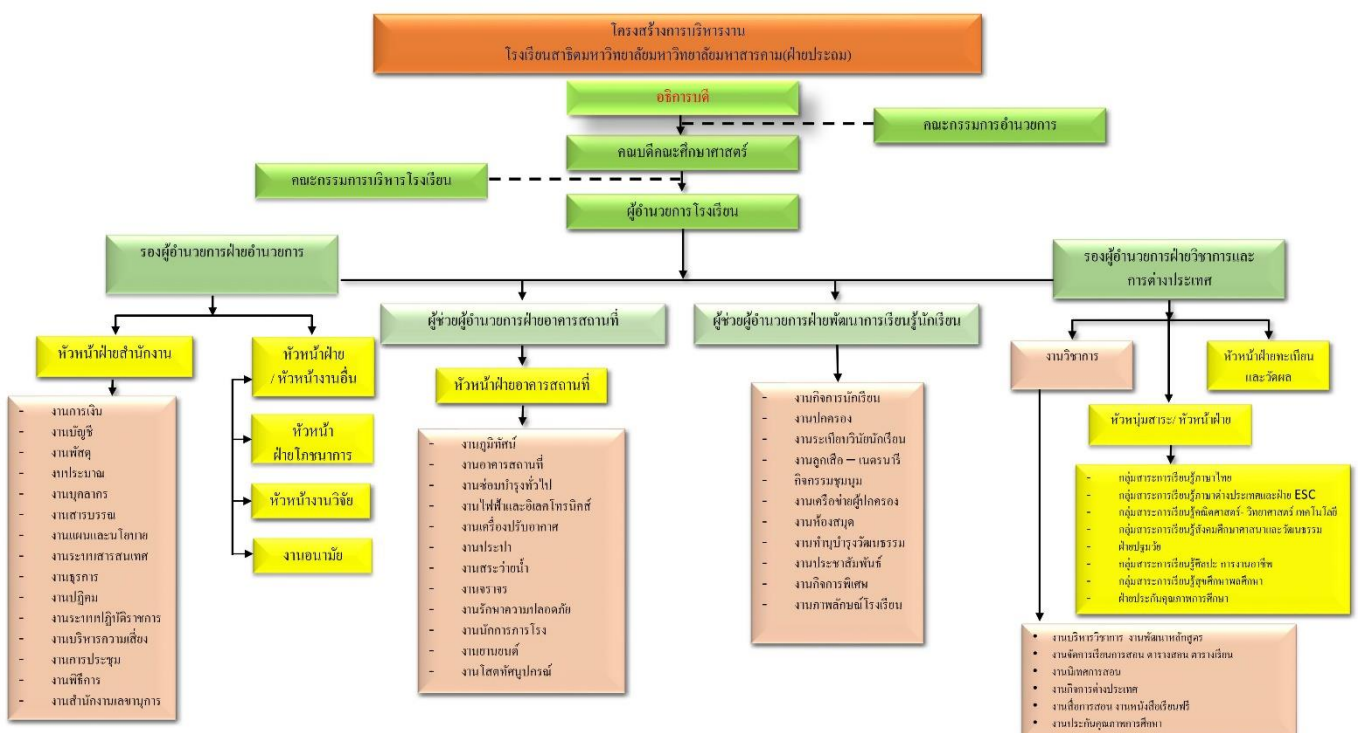 โครงสร้างการบริหารงาน
โรงเรียนสาธิตมหาวิทยาลัยมหาวิทยาลัยมหาสารคาม(ฝ่ายประถม)
อธิการบดี
คณะกรรมการอำนวยการ
คณบดีคณะศึกษาศาสตร์
คณะกรรมการบริหารโรงเรียน
ผู้อำนวยการโรงเรียน
รองผู้อำนวยการฝ่ายอำนวยการ
รองผู้อำนวยการฝ่ายวิชาการและ
การต่างประเทศ
ผู้ช่วยผู้อำนวยการฝ่ายอาคารสถานที่
ผู้ช่วยผู้อำนวยการฝ่ายพัฒนาการเรียนรู้นักเรียน
หัวหน้าฝ่ายสำนักงาน
- งานการเงิน
- งานบัญชี
- งานพัสดุ
- งบประมาณ
- งานบุคลากร
- งานสารบรรณ
- งานแผนและนโยบาย
- งานระบบสารสนเทศ
- งานธุรการ
- งานปฏิคม
- งานระบบปฏิบัติราชการ
- งานบริหารความเสี่ยง
- งานการประชุม
- งานพิธีการ
- งานสำนักงานเลขานุการ
หัวหน้าฝ่าย
/ หัวหน้างานอื่น
หัวหน้า
ฝ่ายโภชนาการ
หัวหน้างานวิจัย
งานอนามัย
หัวหน้าฝ่ายอาคารสถานที่
- งานภูมิทัศน์
- งานอาคารสถานที่
- งานซ่อมบำรุงทั่วไป
- งานไฟฟ้าและอิเลคโทรนิคส์
- งานเครื่องปรับอากาศ
- งานประปา
- งานสระว่ายน้ำ
- งานจราจร
- งานรักษาความปลอดภัย
- งานนักการการโรง
- งานยานยนต์
- งานโสตทัศนูปกรณ์
- งานกิจการนักเรียน
- งานปกครอง
- งานระเบียบวินัยนักเรียน
- งานลูกเสือ – เนตรนารี
- กิจกรรมชุมนุม
- งานเครือข่ายผู้ปกครอง
- งานห้องสมุด
- งานทำนุบำรุงวัฒนธรรม
- งานประชาสัมพันธ์
- งานกิจการพิเศษ
- งานภาพลักษณ์โรงเรียน
งานวิชาการ
หัวหน้าฝ่ายทะเบียน
และวัดผล
หัวหนุ่มสาระ/ หัวหน้าฝ่าย
- กลุ่มสาระการเรียนรู้ภาษาไทย
- กลุ่มสาระการเรียนรู้ภาษาต่างประเทศและฝ่าย ESC
- กลุ่มสาระการเรียนรู้คณิตศาสตร์- วิทยาศาสตร์ เทคโนโลยี
- กลุ่มสาระการเรียนรู้สังคมศึกษาศาสนาและวัฒนธรรม
- ฝ่ายปฐมวัย
- กลุ่มสาระการเรียนรู้ศิลปะ การงานอาชีพ
- กลุ่มสาระการเรียนรู้สุขศึกษาพลศึกษา
- ฝ่ายประกันคุณภาพการศึกษา
• งานบริหารวิชาการ งานพัฒนาหลักสูตร
• งานจัดการเรียนการสอน ตารางสอน ตารางเรียน
• งานนิเทศการสอน
• งานกิจการต่างประเทศ
• งานสื่อการสอน งานหนังสือเรียนฟรี
• งานประกันคุณภาพการศึกษา